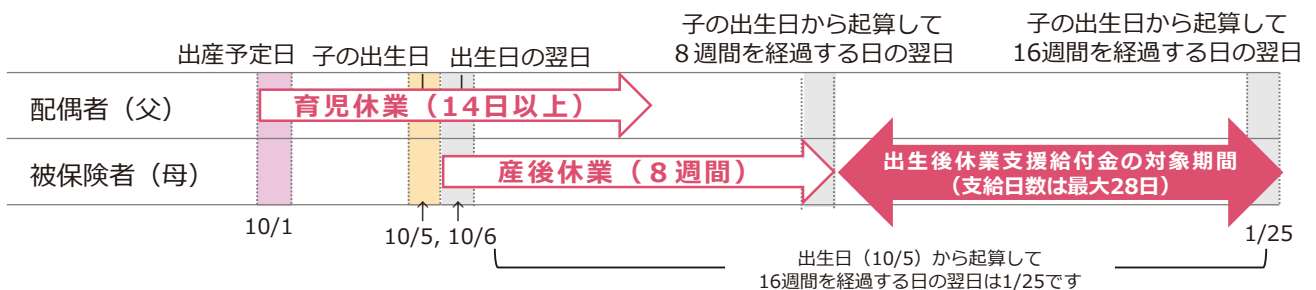 子の出生日から起算して
8週間を経過する日の翌日
子の出生日から起算して
16週間を経過する日の翌日
出産予定日
子の出生日
出生日の翌日
配偶者（父）
育児休業（14日以上）
被保険者（母）
産後休業（8週間）
出生後休業支援給付金の対象期間
（支給日数は最大28日）
10/1
↑
10/5,
↑
10/6
1/25
出生日（10/5）から起算して
16週間を経過する日の翌日は1/25です